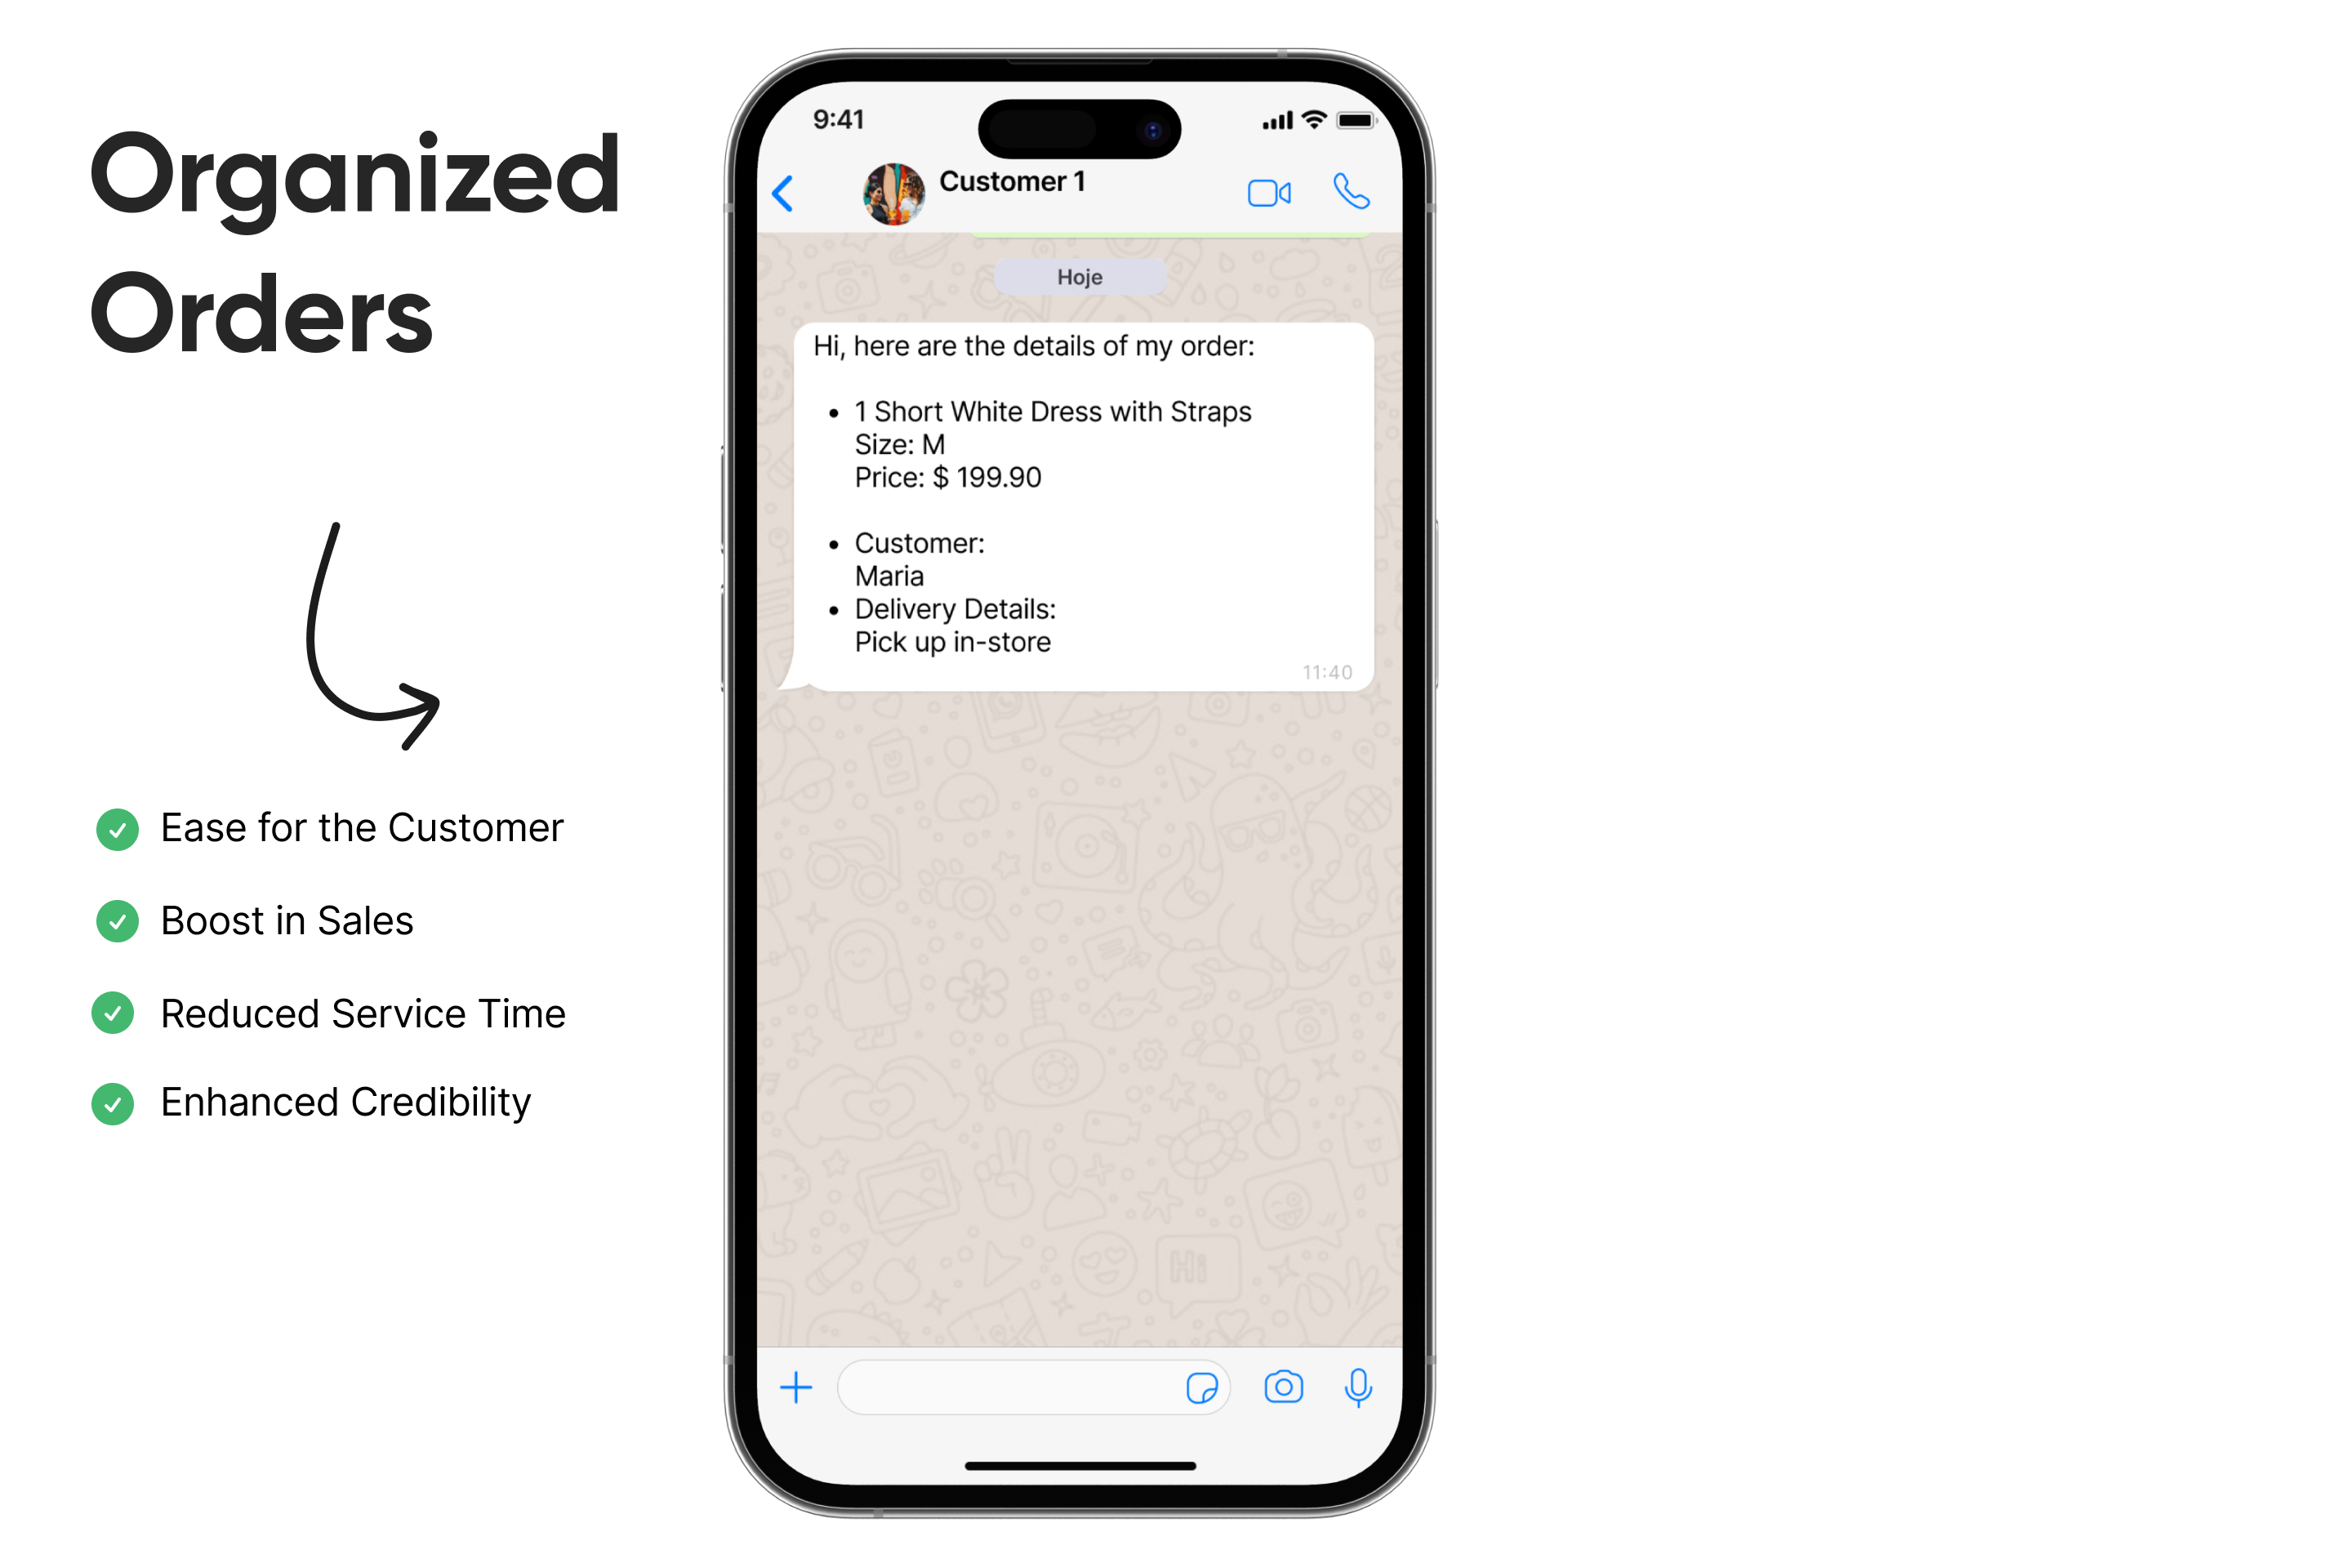 Organized
Orders
Ease for the Customer
Boost in Sales
Reduced Service Time
Enhanced Credibility
9:41
Customer 1
Hoje
Hi, here are the details of my order:
• 1 Short White Dress with Straps
Size: M
Price: $ 199.90
• Customer:
Maria
• Delivery Details:
Pick up in-store
11:40
Hi